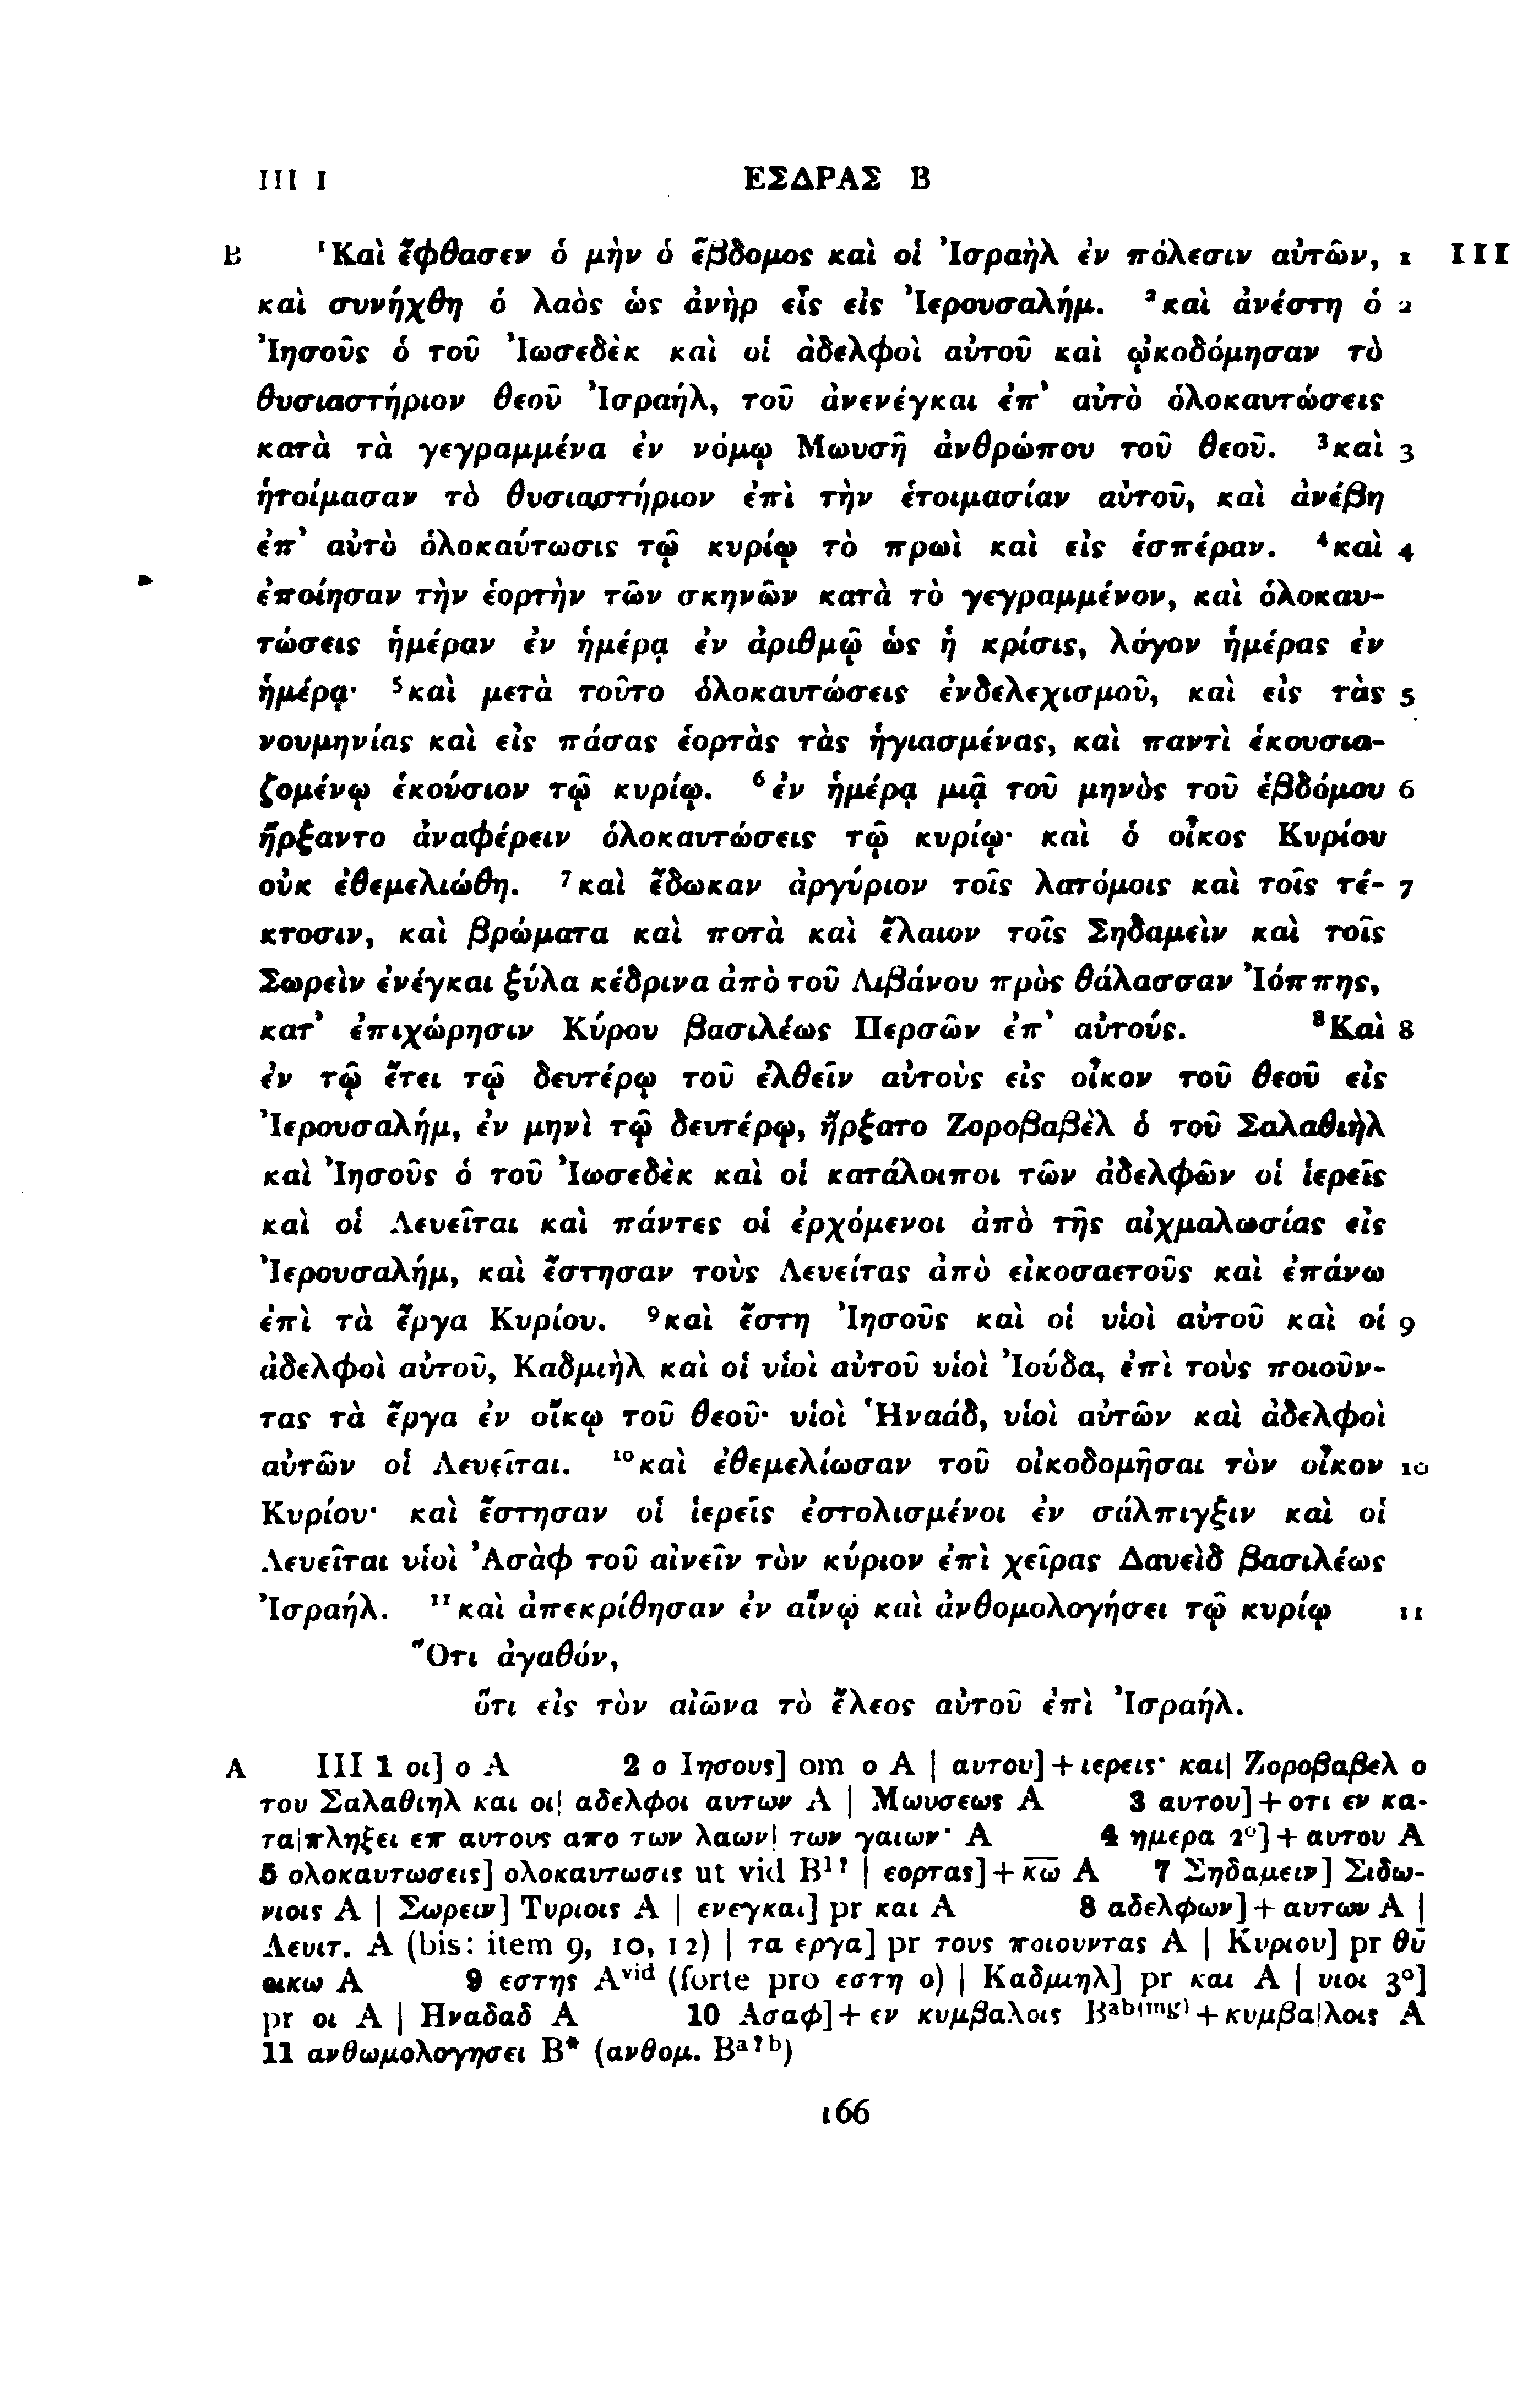 III 1 ΕΣΔΡΑΣ Β
B ¹Καὶ ἔφθασεν ὁ μὴν ὁ ἕβδομος καὶ οἱ Ἰσραὴλ ἐν πόλεσιν αὐτῶν, 1 III
καὶ συνήχθη ὁ λαὸς ὡς ἀνὴρ εἷς εἰς Ἰερουσαλήμ. ²καὶ ἀνέστη ὁ 2
Ἰησοῦς ὁ τοῦ Ἰωσεδὲκ καὶ οἱ ἀδελφοὶ αὐτοῦ καὶ ᾠκοδόμησαν τὸ
θυσιαστήριον θεοῦ Ἰσραήλ, τοῦ ἀνενέγκαι ἐπ᾽ αὐτὸ ὁλοκαυτώσεις
κατὰ τὰ γεγραμμένα ἐν νόμῳ Μωυσῆ ἀνθρώπου τοῦ θεοῦ. ³καὶ 3
ἡτοίμασαν τὸ θυσιαστήριον ἐπὶ τὴν ἑτοιμασίαν αὐτοῦ, καὶ ἀνέβη
ἐπ᾽ αὐτὸ ὁλοκαύτωσις τῷ κυρίῳ τὸ πρωὶ καὶ εἰς ἑσπέραν. ⁴καὶ 4
ἐποίησαν τὴν ἑορτὴν τῶν σκηνῶν κατὰ τὸ γεγραμμένον, καὶ ὁλοκαυ-
τώσεις ἡμέραν ἐν ἡμέρᾳ ἐν ἀριθμῷ ὡς ἡ κρίσις, λόγον ἡμέρας ἐν
ἡμέρᾳ· ⁵καὶ μετὰ τοῦτο ὁλοκαυτώσεις ἐνδελεχισμοῦ, καὶ εἰς τὰς 5
νουμηνίας καὶ εἰς πάσας ἑορτὰς τὰς ἡγιασμένας, καὶ παντὶ ἑκουσια-
ζομένῳ ἑκούσιον τῷ κυρίῳ. ⁶ἐν ἡμέρᾳ μιᾷ τοῦ μηνὸς τοῦ ἑβδόμου 6
ἤρξαντο ἀναφέρειν ὁλοκαυτώσεις τῷ κυρίῳ· καὶ ὁ οἶκος Κυρίου
οὐκ ἐθεμελιώθη. ⁷καὶ ἔδωκαν ἀργύριον τοῖς λατόμοις καὶ τοῖς τέ- 7
κτοσιν, καὶ βρώματα καὶ ποτὰ καὶ ἔλαιον τοῖς Σηδαμεὶν καὶ τοῖς
Σωρεὶν ἐνέγκαι ξύλα κέδρινα ἀπὸ τοῦ Λιβάνου πρὸς θάλασσαν Ἰόππης,
κατ᾽ ἐπιχώρησιν Κύρου βασιλέως Περσῶν ἐπ᾽ αὐτούς. ⁸Καὶ 8
ἐν τῷ ἔτει τῷ δευτέρῳ τοῦ ἐλθεῖν αὐτοὺς εἰς οἶκον τοῦ θεοῦ εἰς
Ἰερουσαλήμ, ἐν μηνὶ τῷ δευτέρῳ, ἤρξατο Ζοροβαβὲλ ὁ τοῦ Σαλαθιὴλ
καὶ Ἰησοῦς ὁ τοῦ Ἰωσεδὲκ καὶ οἱ κατάλοιποι τῶν ἀδελφῶν οἱ ἱερεῖς
καὶ οἱ Λευεῖται καὶ πάντες οἱ ἐρχόμενοι ἀπὸ τῆς αἰχμαλωσίας εἰς
Ἰερουσαλήμ, καὶ ἔστησαν τοὺς Λευείτας ἀπὸ εἰκοσαετοῦς καὶ ἐπάνω
ἐπὶ τὰ ἔργα Κυρίου. ⁹καὶ ἔστη Ἰησοῦς καὶ οἱ υἱοὶ αὐτοῦ καὶ οἱ 9
ἀδελφοὶ αὐτοῦ, Καδμιὴλ καὶ οἱ υἱοὶ αὐτοῦ υἱοὶ Ἰούδα, ἐπὶ τοὺς ποιοῦν-
τας τὰ ἔργα ἐν οἴκῳ τοῦ θεοῦ· υἱοὶ Ἡναάδ, υἱοὶ αὐτῶν καὶ ἀδελφοὶ
αὐτῶν οἱ Λευεῖται. ¹⁰καὶ ἐθεμελίωσαν τοῦ οἰκοδομῆσαι τὸν οἶκον 10
Κυρίου· καὶ ἔστησαν οἱ ἱερεῖς ἐστολισμένοι ἐν σάλπιγξιν καὶ οἱ
Λευεῖται υἱοὶ Ἀσὰφ τοῦ αἰνεῖν τὸν κύριον ἐπὶ χεῖρας Δαυεὶδ βασιλέως
Ἰσραήλ. ¹¹καὶ ἀπεκρίθησαν ἐν αἴνῳ καὶ ἀνθομολογήσει τῷ κυρίῳ 11
Ὅτι ἀγαθόν,
ὅτι εἰς τὸν αἰῶνα τὸ ἔλεος αὐτοῦ ἐπὶ Ἰσραήλ.
A III 1 οι] ο A 2 ο Ιησους] om ο A | αυτου]+ιερεις· και| Ζοροβαβελ ο
του Σαλαθιηλ και οι| αδελφοι αυτων A | Μωυσεως A 3 αυτου]+οτι εν κα-
τα|πληξει επ αυτους απο των λαων| των γαιων· A 4 ημερα 2⁰]+αυτου A
5 ολοκαυτωσεις] ολοκαυτωσις ut vid B¹ˀ | εορτας]+κ̅ω̅ A 7 Σηδαμειν] Σιδω-
νιοις A | Σωρειν] Τυριοις A | ενεγκαι] pr και A 8 αδελφων]+αυτων A |
Λευιτ. A (bis: item 9, 10, 12) | τα εργα] pr τους ποιουντας A | Κυριου] pr θ̅υ̅
οικω A 9 εστης Aᵛⁱᵈ (forte pro εστη ο) | Καδμιηλ] pr και A | υιοι 3⁰]
pr οι A | Ηναδαδ A 10 Ασαφ]+εν κυμβαλοις Bᵃᵇ⁽ᵐᵍ⁾+κυμβα|λοις A
11 ανθωμολογησει B* (ανθομ. Bᵃˀᵇ)
166